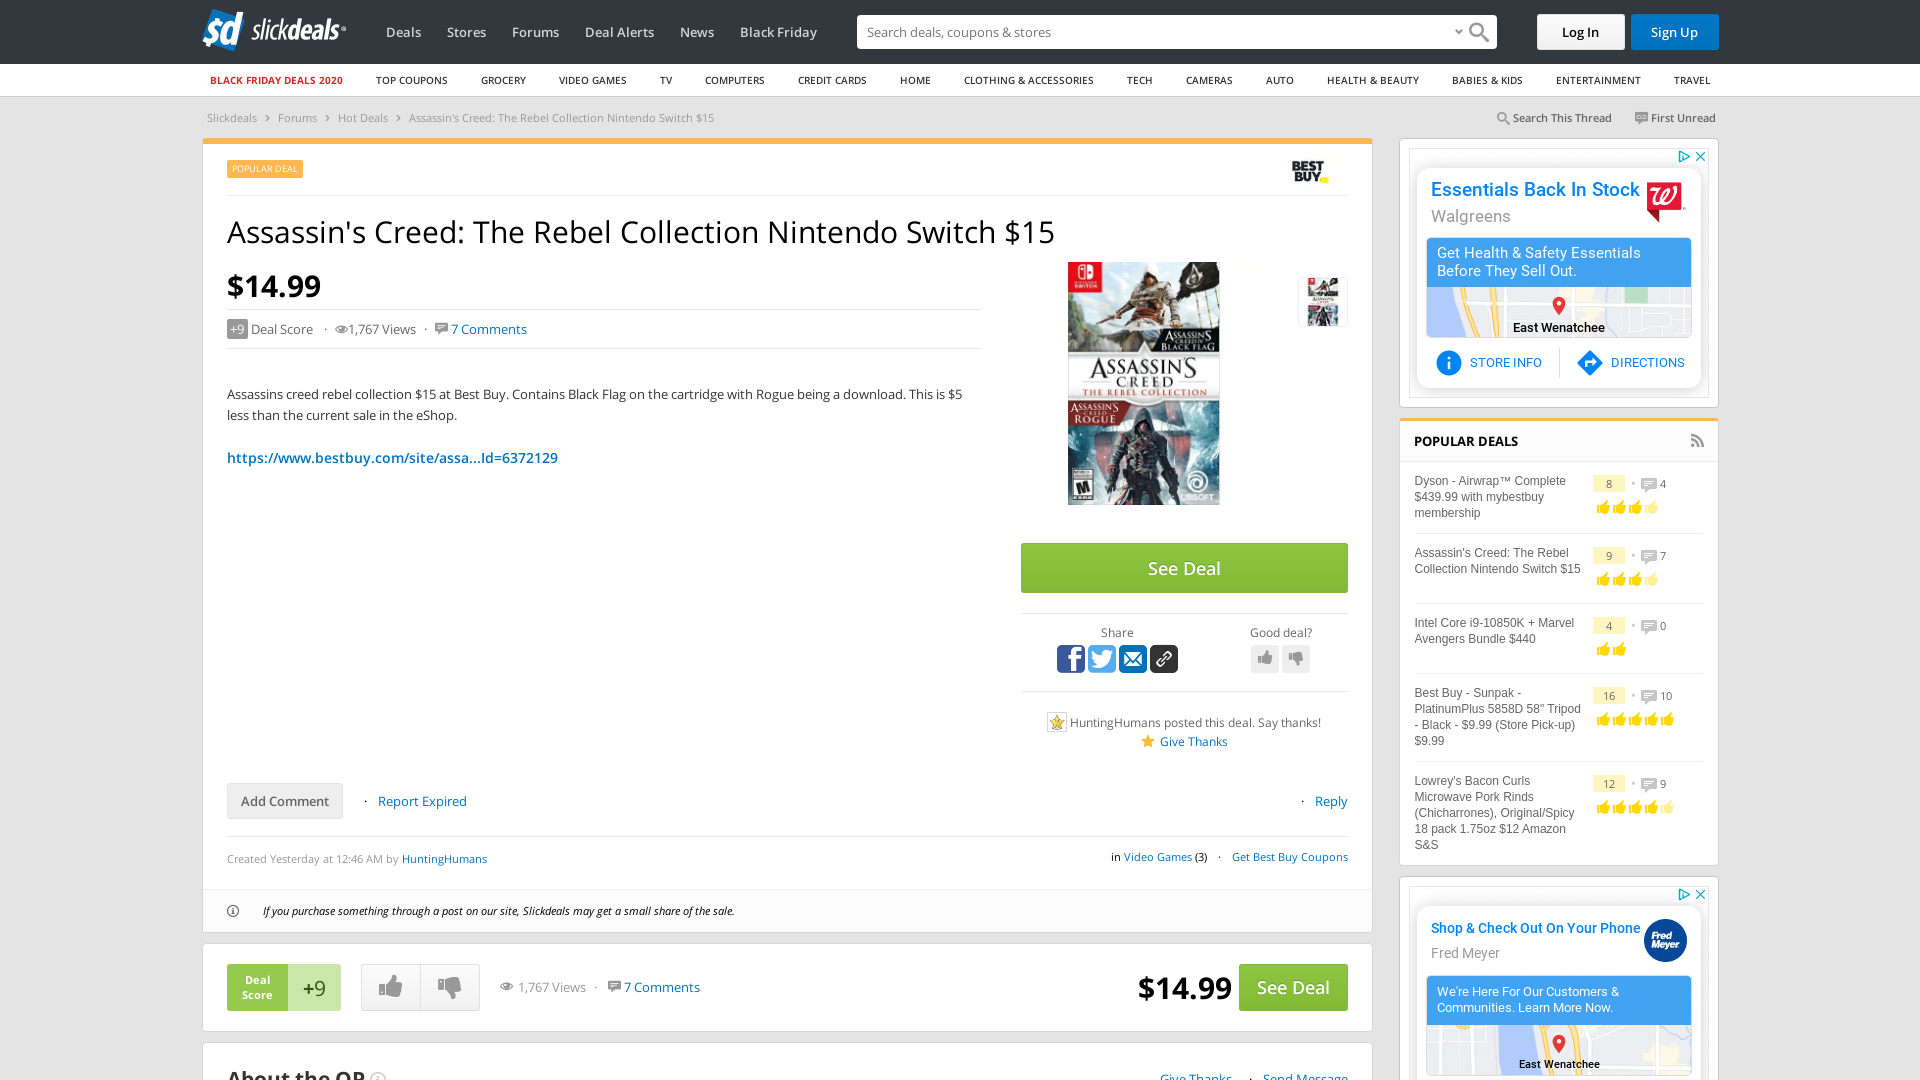 slickdeals
Deals
Stores
Forums
Deal Alerts
News
Black Friday
Search deals, coupons & stores
Log In
Sign Up
BLACK FRIDAY DEALS 2020
TOP COUPONS
GROCERY
VIDEO GAMES
TV
COMPUTERS
CREDIT CARDS
HOME
CLOTHING & ACCESSORIES
TECH
CAMERAS
AUTO
HEALTH & BEAUTY
BABIES & KIDS
ENTERTAINMENT
TRAVEL
Slickdeals › Forums › Hot Deals › Assassin's Creed: The Rebel Collection Nintendo Switch $15
Search This Thread
First Unread
POPULAR DEAL
BEST BUY
Assassin's Creed: The Rebel Collection Nintendo Switch $15
$14.99
+9 Deal Score · 1,767 Views · 7 Comments
Assassins creed rebel collection $15 at Best Buy. Contains Black Flag on the cartridge with Rogue being a download. This is $5
less than the current sale in the eShop.
https://www.bestbuy.com/site/assa...Id=6372129
ASSASSIN'S
BLACK FLAG
ASSASSIN'S
CREED
THE REBEL COLLECTION
ASSASSIN'S
ROGUE
M
UBISOFT
See Deal
Share
Good deal?
HuntingHumans posted this deal. Say thanks!
Give Thanks
Add Comment
· Report Expired
· Reply
Created Yesterday at 12:46 AM by HuntingHumans
in Video Games (3) · Get Best Buy Coupons
If you purchase something through a post on our site, Slickdeals may get a small share of the sale.
Deal
Score
+9
1,767 Views · 7 Comments
$14.99
See Deal
About the OP
Give Thanks · Send Message
Essentials Back In Stock
Walgreens
Get Health & Safety Essentials
Before They Sell Out.
East Wenatchee
STORE INFO
DIRECTIONS
POPULAR DEALS
Dyson - Airwrap™ Complete
$439.99 with mybestbuy
membership
8 · 4
Assassin's Creed: The Rebel
Collection Nintendo Switch $15
9 · 7
Intel Core i9-10850K + Marvel
Avengers Bundle $440
4 · 0
Best Buy - Sunpak -
PlatinumPlus 5858D 58" Tripod
- Black - $9.99 (Store Pick-up)
$9.99
16 · 10
Lowrey's Bacon Curls
Microwave Pork Rinds
(Chicharrones), Original/Spicy
18 pack 1.75oz $12 Amazon
S&S
12 · 9
Shop & Check Out On Your Phone
Fred Meyer
Fred
Meyer
We're Here For Our Customers &
Communities. Learn More Now.
East Wenatchee